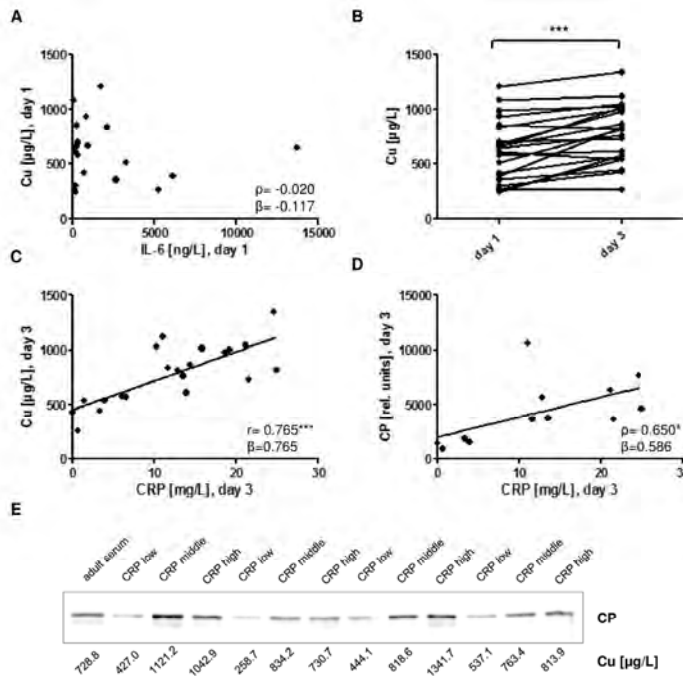 A
B
1500
1000
500
0
Cu [µg/L], day 1
0
5000
10000
15000
IL-6 [ng/L], day 1
ρ= -0.020
β= -0.117
***
1500
1000
500
0
Cu [µg/L]
day 1
day 3
C
D
1500
1000
500
0
Cu [µg/L], day 3
0
10
20
30
CRP [mg/L], day 3
r= 0.765***
β=0.765
15000
10000
5000
0
CP [rel. units], day 3
0
10
20
30
CRP [mg/L], day 3
ρ=-0.650*
β=0.586
E
adult serum
CRP low
CRP middle
CRP high
CRP low
CRP middle
CRP high
CRP low
CRP middle
CRP high
CRP low
CRP middle
CRP high
CP
728.8
427.0
1121.2
1042.9
258.7
834.2
730.7
444.1
818.6
1341.7
537.1
763.4
813.9
Cu [µg/L]